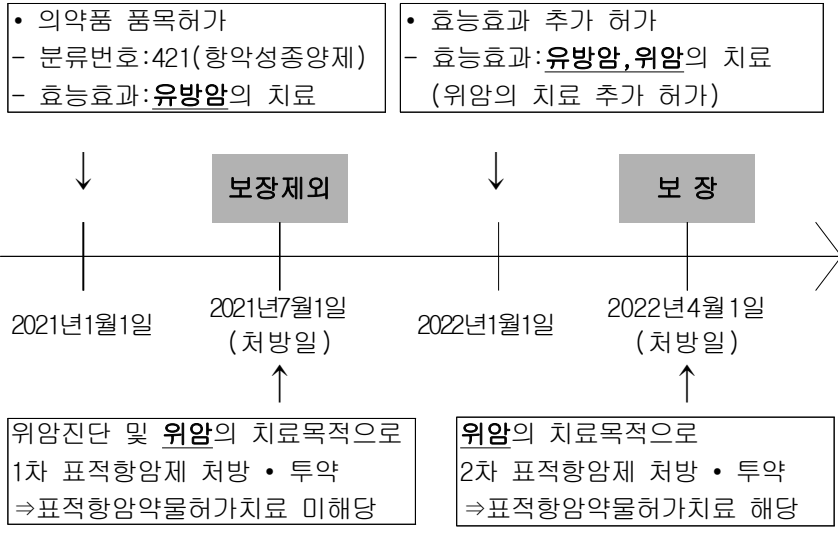 • 의약품 품목허가
- 분류번호:421(항악성종양제)
- 효능효과:유방암의 치료
• 효능효과 추가 허가
- 효능효과:유방암,위암의 치료
(위암의 치료 추가 허가)
보장제외
보 장
2021년1월1일
2021년7월1일
(처방일)
2022년1월1일
2022년4월1일
(처방일)
위암진단 및 위암의 치료목적으로
1차 표적항암제 처방 • 투약
⇒표적항암약물허가치료 미해당
위암의 치료목적으로
2차 표적항암제 처방 • 투약
⇒표적항암약물허가치료 해당